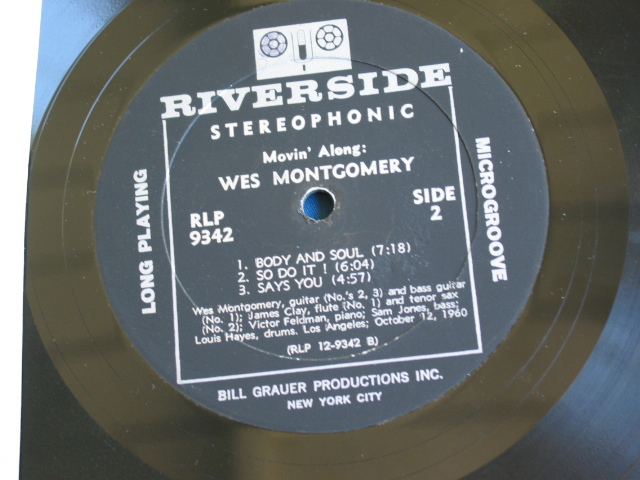 RIVERSIDE
STEREOPHONIC
Movin' Along:
WES MONTGOMERY
RLP
9342
SIDE
2
LONG PLAYING
MICROGROOVE
1. BODY AND SOUL (7:18)
2. SO DO IT ! (6:04)
3. SAYS YOU (4:57)
Wes Montgomery, guitar (No.'s 2, 3) and bass guitar
(No. 1); James Clay, flute (No. 1) and tenor sax
(No. 2); Victor Feldman, piano; Sam Jones, bass;
Louis Hayes, drums. Los Angeles; October 12, 1960
(RLP 12-9342 B)
BILL GRAUER PRODUCTIONS INC.
NEW YORK CITY